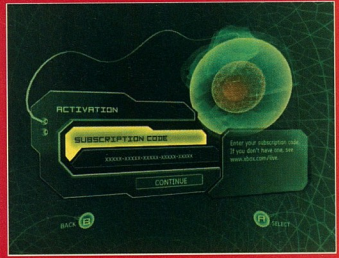 ACTIVATION
SUBSCRIPTION CODE
XXXXX-XXXXX-XXXXX-XXXXX-XXXXX
CONTINUE
Enter your subscription code.
If you don't have one, see
www.xbox.com/live.
BACK B
A SELECT